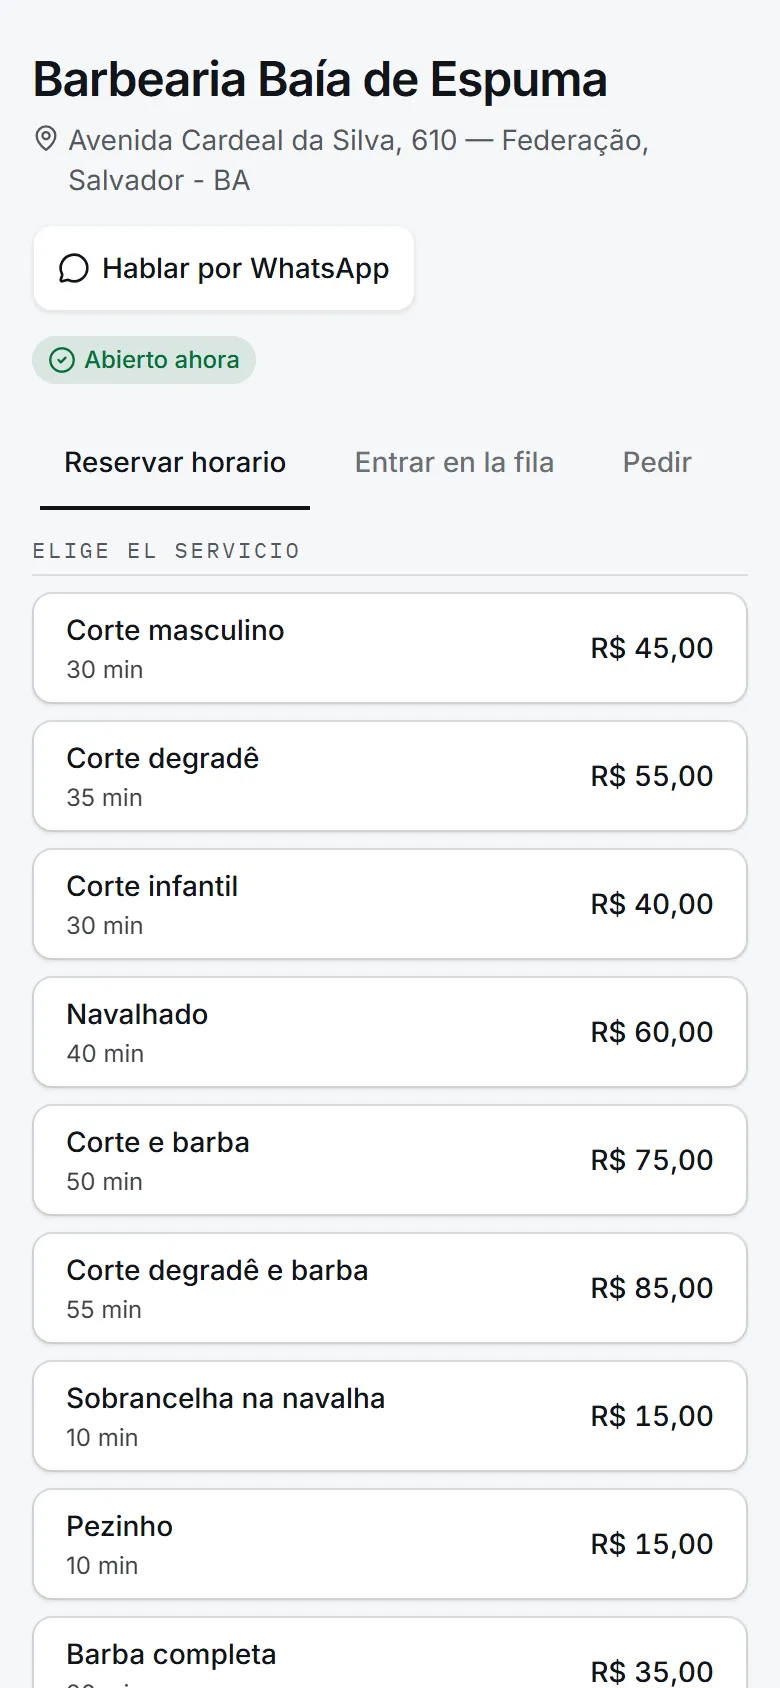 Barbearia Baía de Espuma
Avenida Cardeal da Silva, 610 — Federação,
Salvador - BA
Hablar por WhatsApp
Abierto ahora
Reservar horario
Entrar en la fila
Pedir
ELIGE EL SERVICIO
Corte masculino
R$ 45,00
30 min
Corte degradê
R$ 55,00
35 min
Corte infantil
R$ 40,00
30 min
Navalhado
R$ 60,00
40 min
Corte e barba
R$ 75,00
50 min
Corte degradê e barba
R$ 85,00
55 min
Sobrancelha na navalha
R$ 15,00
10 min
Pezinho
R$ 15,00
10 min
Barba completa
R$ 35,00